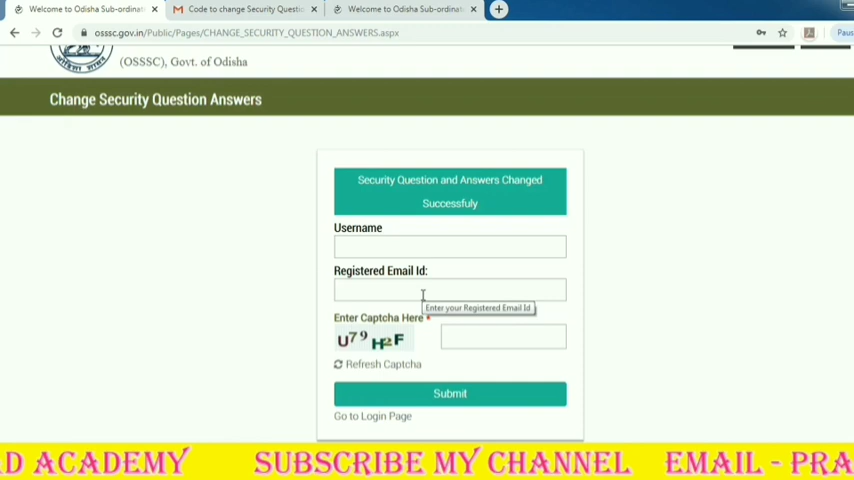 Welcome to Odisha Sub-ordinat
Code to change Security Questio
Welcome to Odisha Sub-ordinat
osssc.gov.in/Public/Pages/CHANGE_SECURITY_QUESTION_ANSWERS.aspx
Paus
(OSSSC), Govt. of Odisha
Change Security Question Answers
Security Question and Answers Changed
Successfuly
Username
Registered Email Id:
Enter your Registered Email Id
Enter Captcha Here *
U79H2F
Refresh Captcha
Submit
Go to Login Page
AD ACADEMY SUBSCRIBE MY CHANNEL EMAIL - PRA